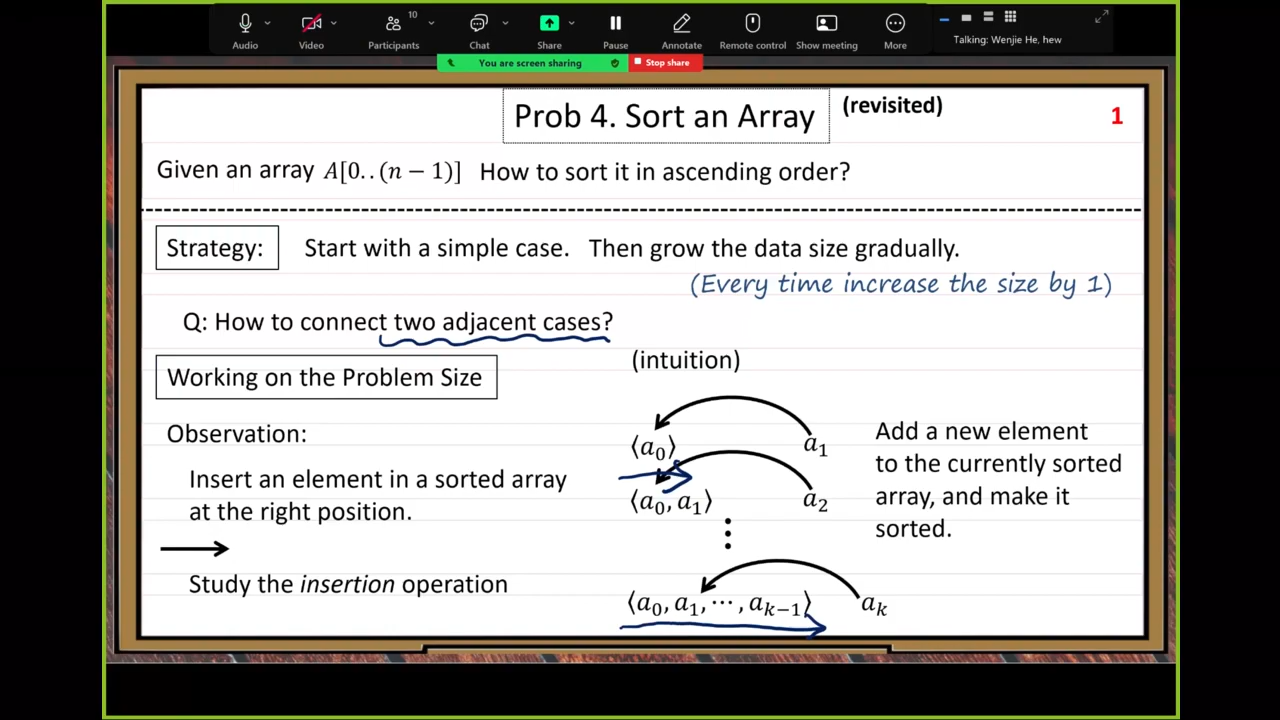 10
Audio Video Participants Chat Share Pause Annotate Remote control Show meeting More
Talking: Wenjie He, hew
You are screen sharing Stop share
Prob 4. Sort an Array (revisited) 1
Given an array A[0..(n − 1)] How to sort it in ascending order?
Strategy: Start with a simple case. Then grow the data size gradually.
(Every time increase the size by 1)
Q: How to connect two adjacent cases?
(intuition)
Working on the Problem Size
Observation:
Insert an element in a sorted array
at the right position.
Study the insertion operation
⟨a₀⟩ a₁
⟨a₀, a₁⟩ a₂
⋮
⟨a₀, a₁, ⋯, aₖ₋₁⟩ aₖ
Add a new element
to the currently sorted
array, and make it
sorted.